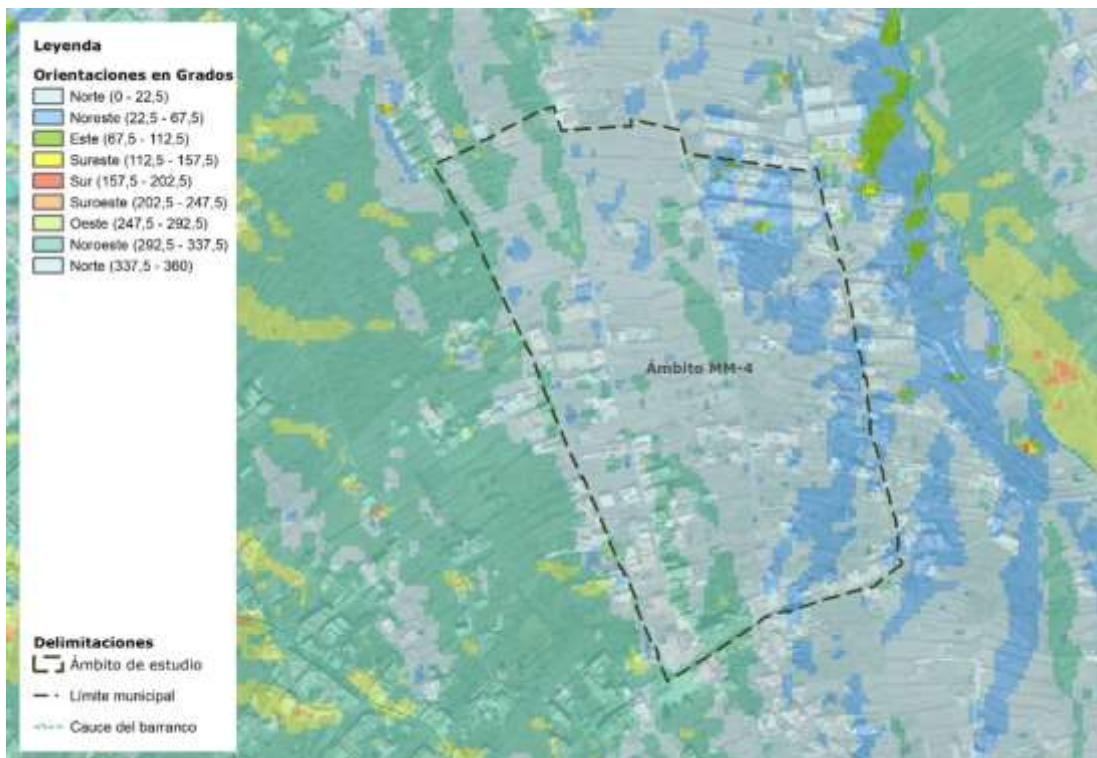 Leyenda
Orientaciones en Grados
Norte (0 - 22,5)
Noreste (22,5 - 67,5)
Este (67,5 - 112,5)
Sureste (112,5 - 157,5)
Sur (157,5 - 202,5)
Suroeste (202,5 - 247,5)
Oeste (247,5 - 292,5)
Noroeste (292,5 - 337,5)
Norte (337,5 - 360)
Ámbito MM-4
Delimitaciones
Ámbito de estudio
Límite municipal
Cauce del barranco